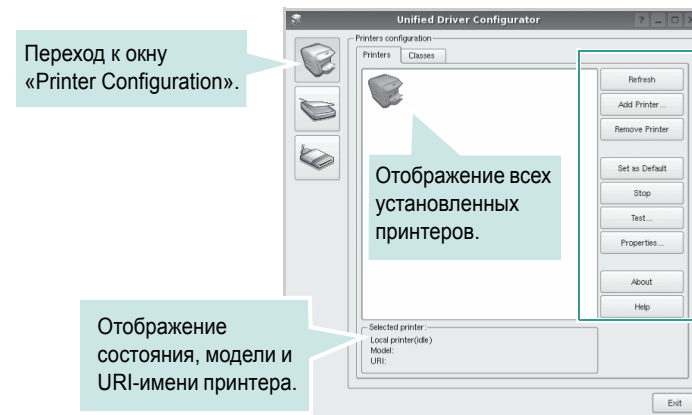 Unified Driver Configurator
Переход к окну
«Printer Configuration».
Printers configuration
Printers Classes
Refresh
Add Printer...
Remove Printer
Set as Default
Stop
Test...
Properties...
About
Help
Отображение всех
установленных
принтеров.
Отображение
состояния, модели и
URI-имени принтера.
Selected printer:
Local printer(idle)
Model:
URI:
Exit